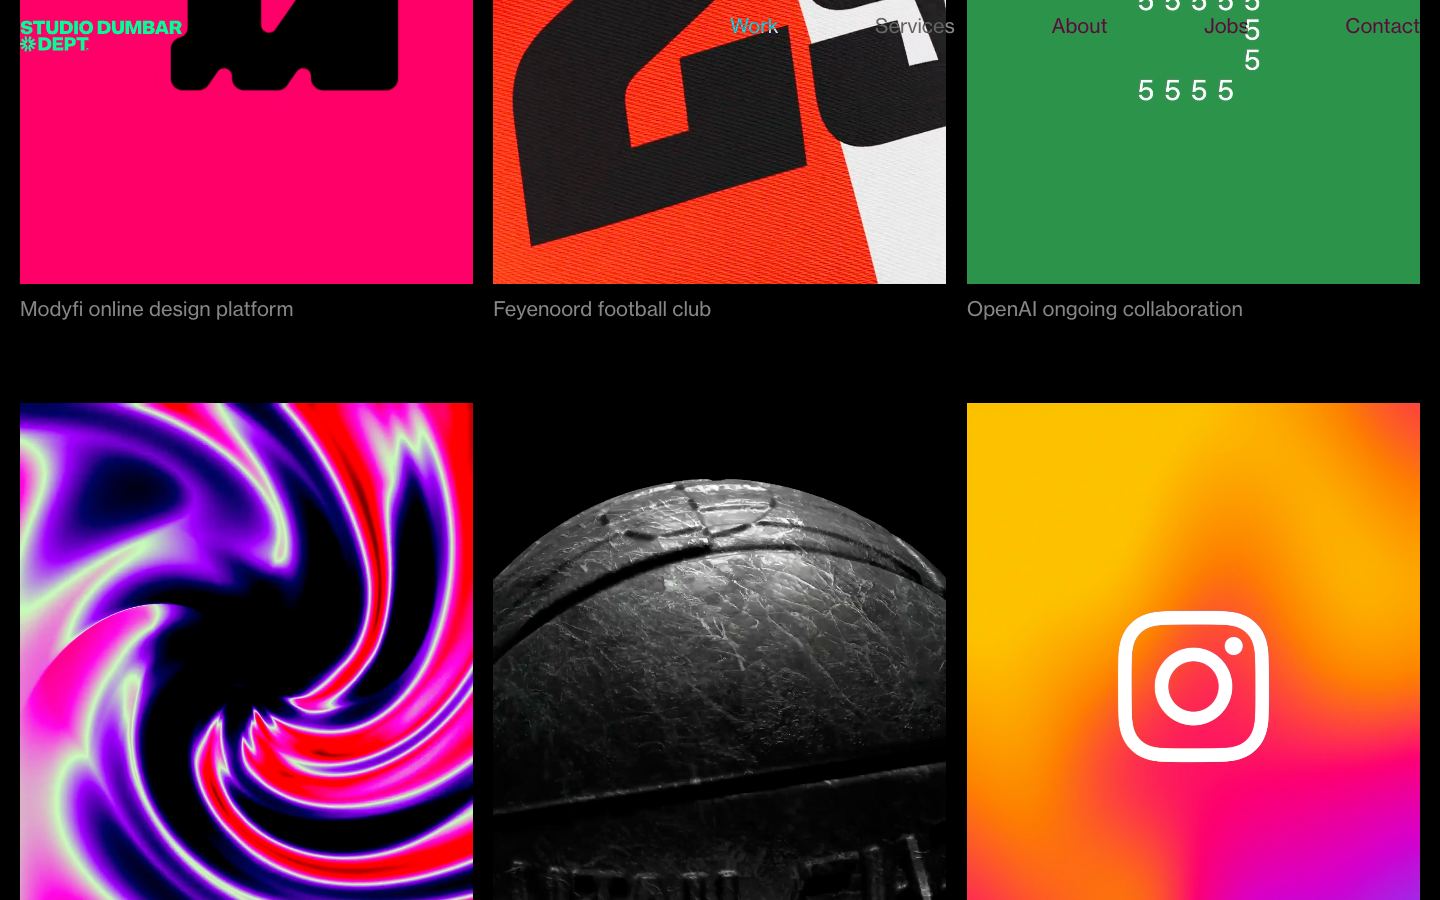 STUDIO DUMBAR
DEPT.
Work
Services
About
Jobs
Contact
5 5 5 5 5
5
5
5 5 5 5
Modyfi online design platform
Feyenoord football club
OpenAI ongoing collaboration